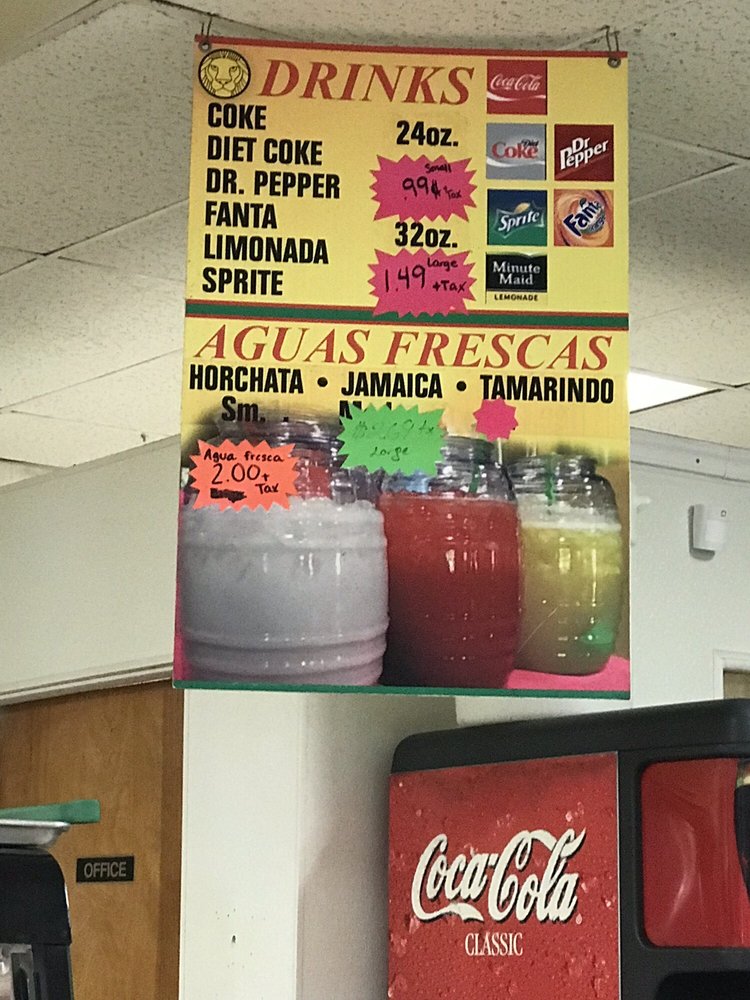 DRINKS
COKE
DIET COKE
DR. PEPPER
FANTA
LIMONADA
SPRITE
24oz.
Small
.99¢ + Tax
32oz.
Large
1.49 + Tax
Coca-Cola
Diet
Coke
Dr
Pepper
Sprite
Fanta
Minute
Maid
LEMONADE
AGUAS FRESCAS
HORCHATA • JAMAICA • TAMARINDO
Sm.
Agua fresca
2.00 +
Tax
Large
OFFICE
Coca-Cola
CLASSIC